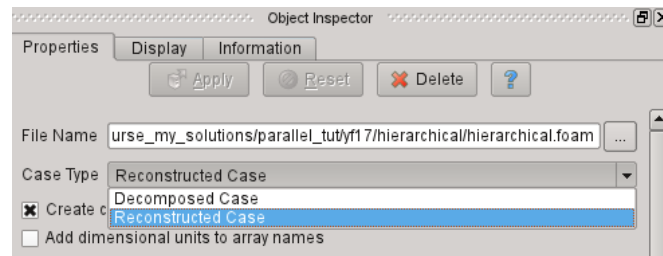 Object Inspector
Properties Display Information
Apply Reset Delete ?
File Name urse_my_solutions/parallel_tut/yf17/hierarchical/hierarchical.foam ...
Case Type Reconstructed Case
Decomposed Case
Create c
Reconstructed Case
Add dimensional units to array names